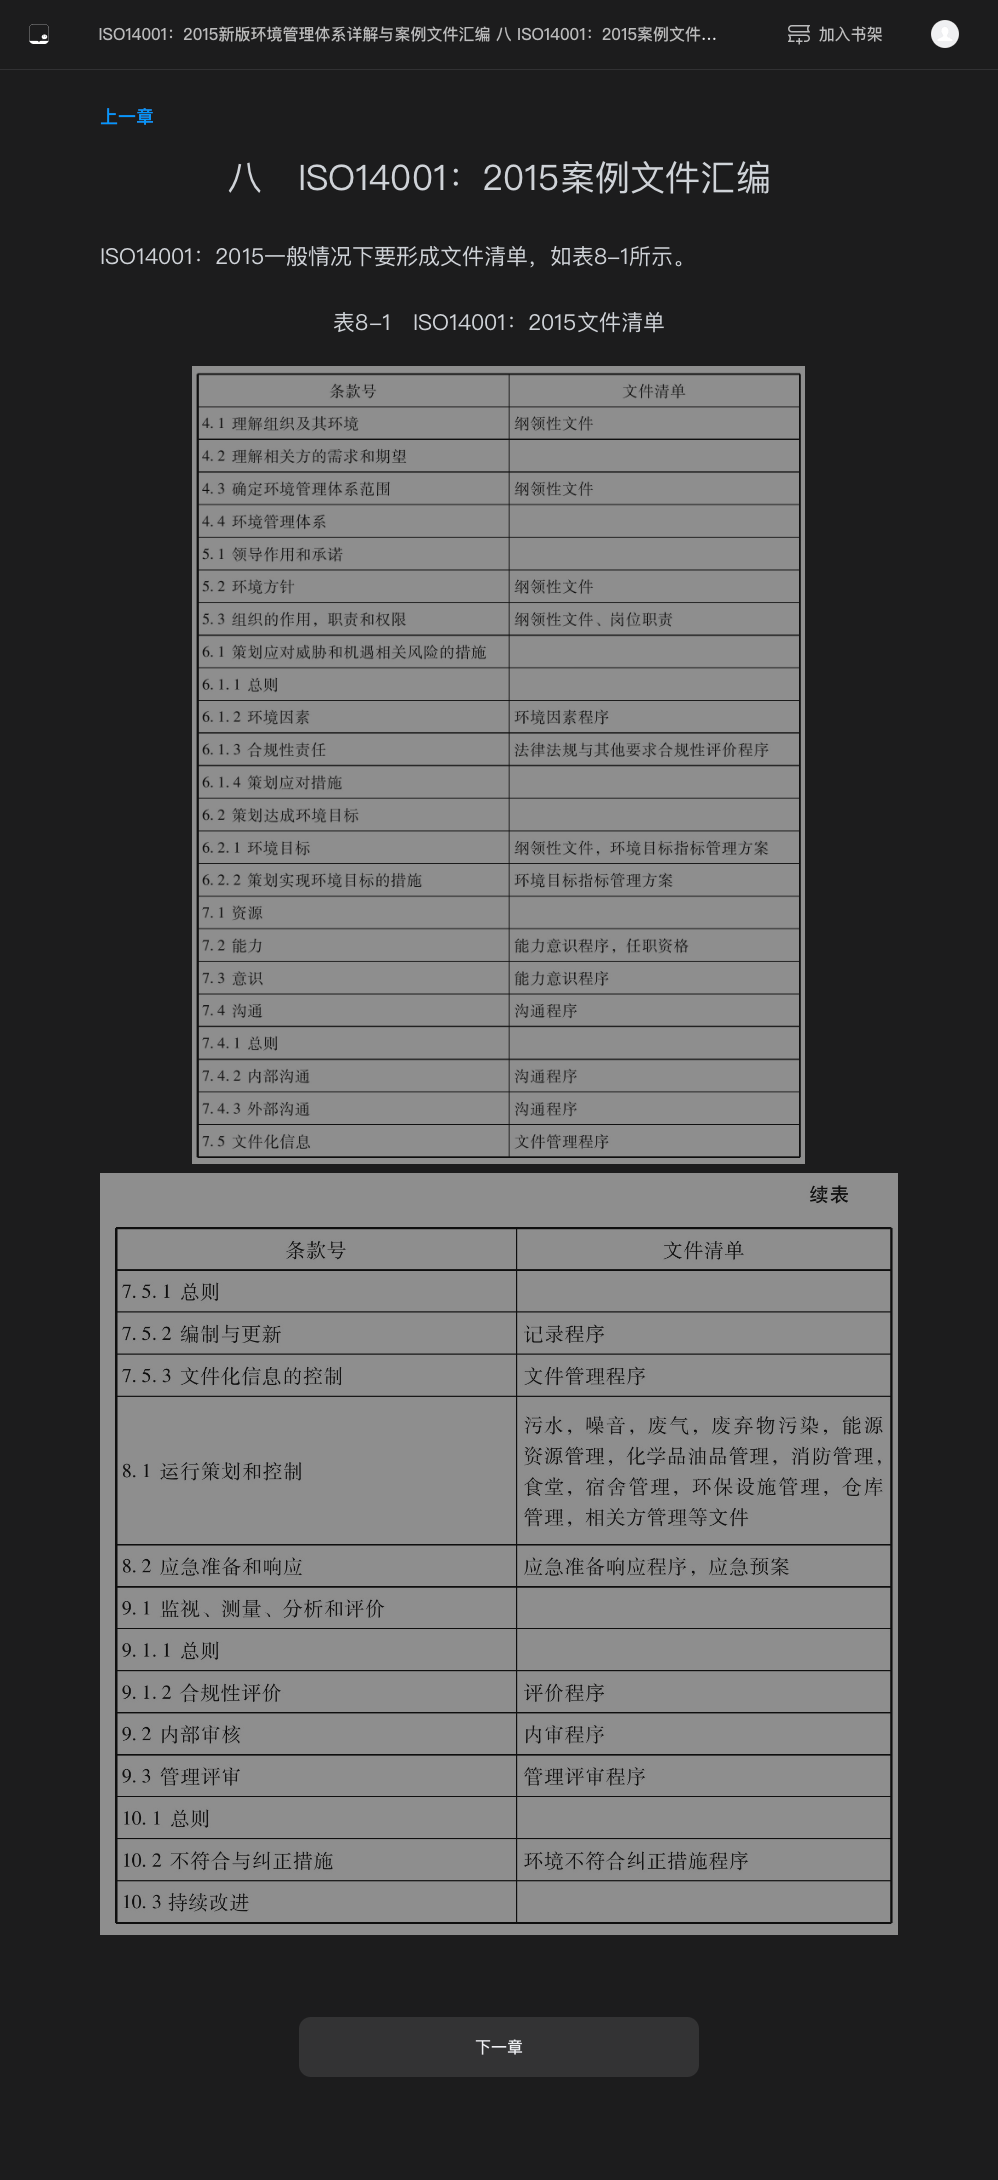 ISO14001：2015新版环境管理体系详解与案例文件汇编 八 ISO14001：2015案例文件...
加入书架
上一章
八　ISO14001：2015案例文件汇编
ISO14001：2015一般情况下要形成文件清单，如表8-1所示。
表8-1　ISO14001：2015文件清单
条款号 文件清单
4.1 理解组织及其环境 纲领性文件
4.2 理解相关方的需求和期望
4.3 确定环境管理体系范围 纲领性文件
4.4 环境管理体系
5.1 领导作用和承诺
5.2 环境方针 纲领性文件
5.3 组织的作用，职责和权限 纲领性文件、岗位职责
6.1 策划应对威胁和机遇相关风险的措施
6.1.1 总则
6.1.2 环境因素 环境因素程序
6.1.3 合规性责任 法律法规与其他要求合规性评价程序
6.1.4 策划应对措施
6.2 策划达成环境目标
6.2.1 环境目标 纲领性文件，环境目标指标管理方案
6.2.2 策划实现环境目标的措施 环境目标指标管理方案
7.1 资源
7.2 能力 能力意识程序，任职资格
7.3 意识 能力意识程序
7.4 沟通 沟通程序
7.4.1 总则
7.4.2 内部沟通 沟通程序
7.4.3 外部沟通 沟通程序
7.5 文件化信息 文件管理程序
续表
条款号 文件清单
7.5.1 总则
7.5.2 编制与更新 记录程序
7.5.3 文件化信息的控制 文件管理程序
8.1 运行策划和控制
污水，噪音，废气，废弃物污染，能源
资源管理，化学品油品管理，消防管理，
食堂，宿舍管理，环保设施管理，仓库
管理，相关方管理等文件
8.2 应急准备和响应 应急准备响应程序，应急预案
9.1 监视、测量、分析和评价
9.1.1 总则
9.1.2 合规性评价 评价程序
9.2 内部审核 内审程序
9.3 管理评审 管理评审程序
10.1 总则
10.2 不符合与纠正措施 环境不符合纠正措施程序
10.3 持续改进
下一章